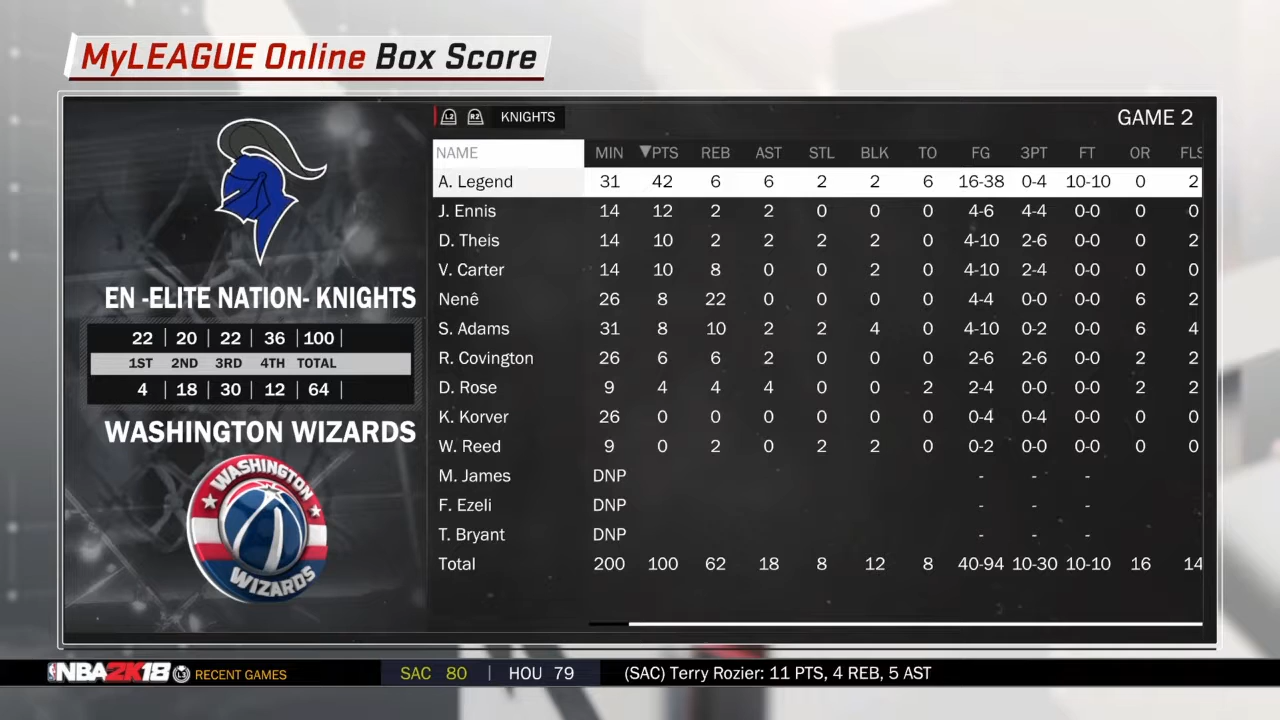 MyLEAGUE Online Box Score
EN -ELITE NATION- KNIGHTS
22 | 20 | 22 | 36 | 100 |
1ST 2ND 3RD 4TH TOTAL
4 | 18 | 30 | 12 | 64 |
WASHINGTON WIZARDS
WASHINGTON
WIZARDS
L2 R2 KNIGHTS GAME 2
NAME MIN ▼PTS REB AST STL BLK TO FG 3PT FT OR FLS
A. Legend 31 42 6 6 2 2 6 16-38 0-4 10-10 0 2
J. Ennis 14 12 2 2 0 0 0 4-6 4-4 0-0 0 0
D. Theis 14 10 2 2 2 2 0 4-10 2-6 0-0 0 2
V. Carter 14 10 8 0 0 2 0 4-10 2-4 0-0 0 0
Nenê 26 8 22 0 0 0 0 4-4 0-0 0-0 6 2
S. Adams 31 8 10 2 2 4 0 4-10 0-2 0-0 6 4
R. Covington 26 6 6 2 0 0 0 2-6 2-6 0-0 2 2
D. Rose 9 4 4 4 0 0 2 2-4 0-0 0-0 2 2
K. Korver 26 0 0 0 0 0 0 0-4 0-4 0-0 0 0
W. Reed 9 0 2 0 2 2 0 0-2 0-0 0-0 0 0
M. James DNP - - -
F. Ezeli DNP - - -
T. Bryant DNP - - -
Total 200 100 62 18 8 12 8 40-94 10-30 10-10 16 14
NBA2K18 RECENT GAMES SAC 80 | HOU 79 (SAC) Terry Rozier: 11 PTS, 4 REB, 5 AST